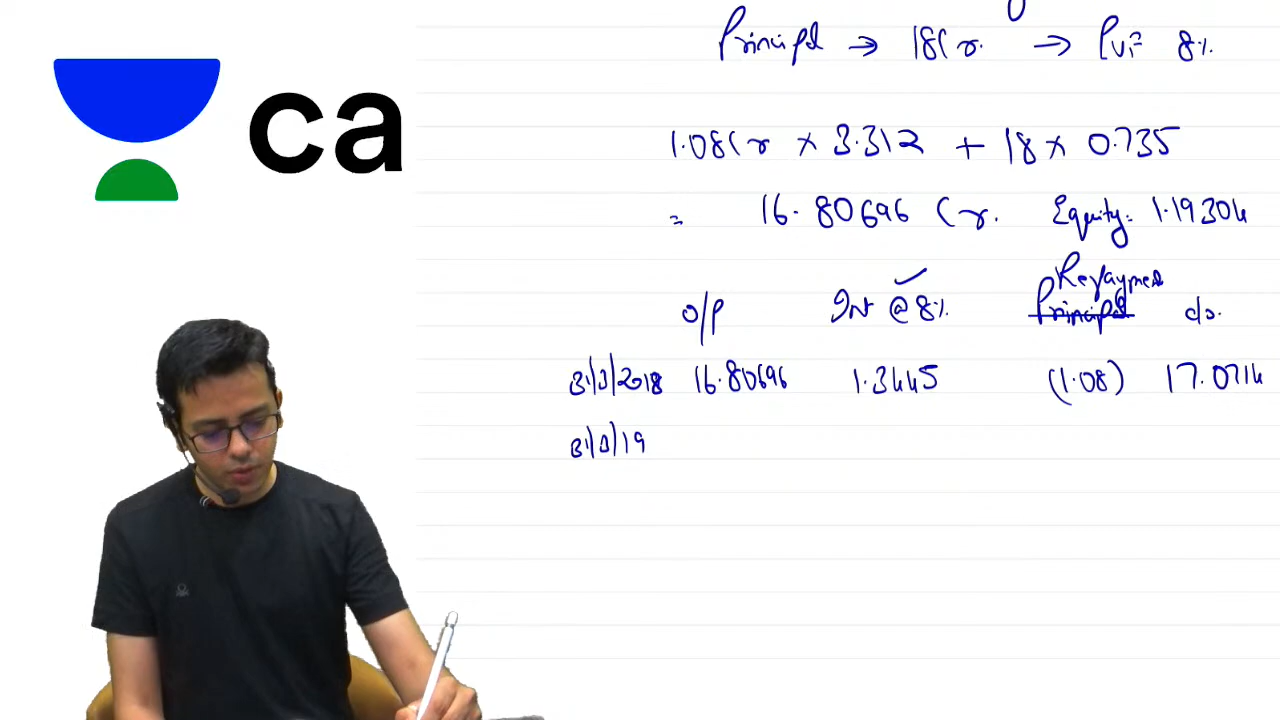 ca
Principal → 18Cr. → PVF 8%
1.08Cr × 3.312 + 18 × 0.735
= 16.80696 Cr. Equity: 1.19304
Repayment
O/P Int @ 8% Principal c/s.
31/3/2018 16.80696 1.3445 (1.08) 17.0714
31/3/19